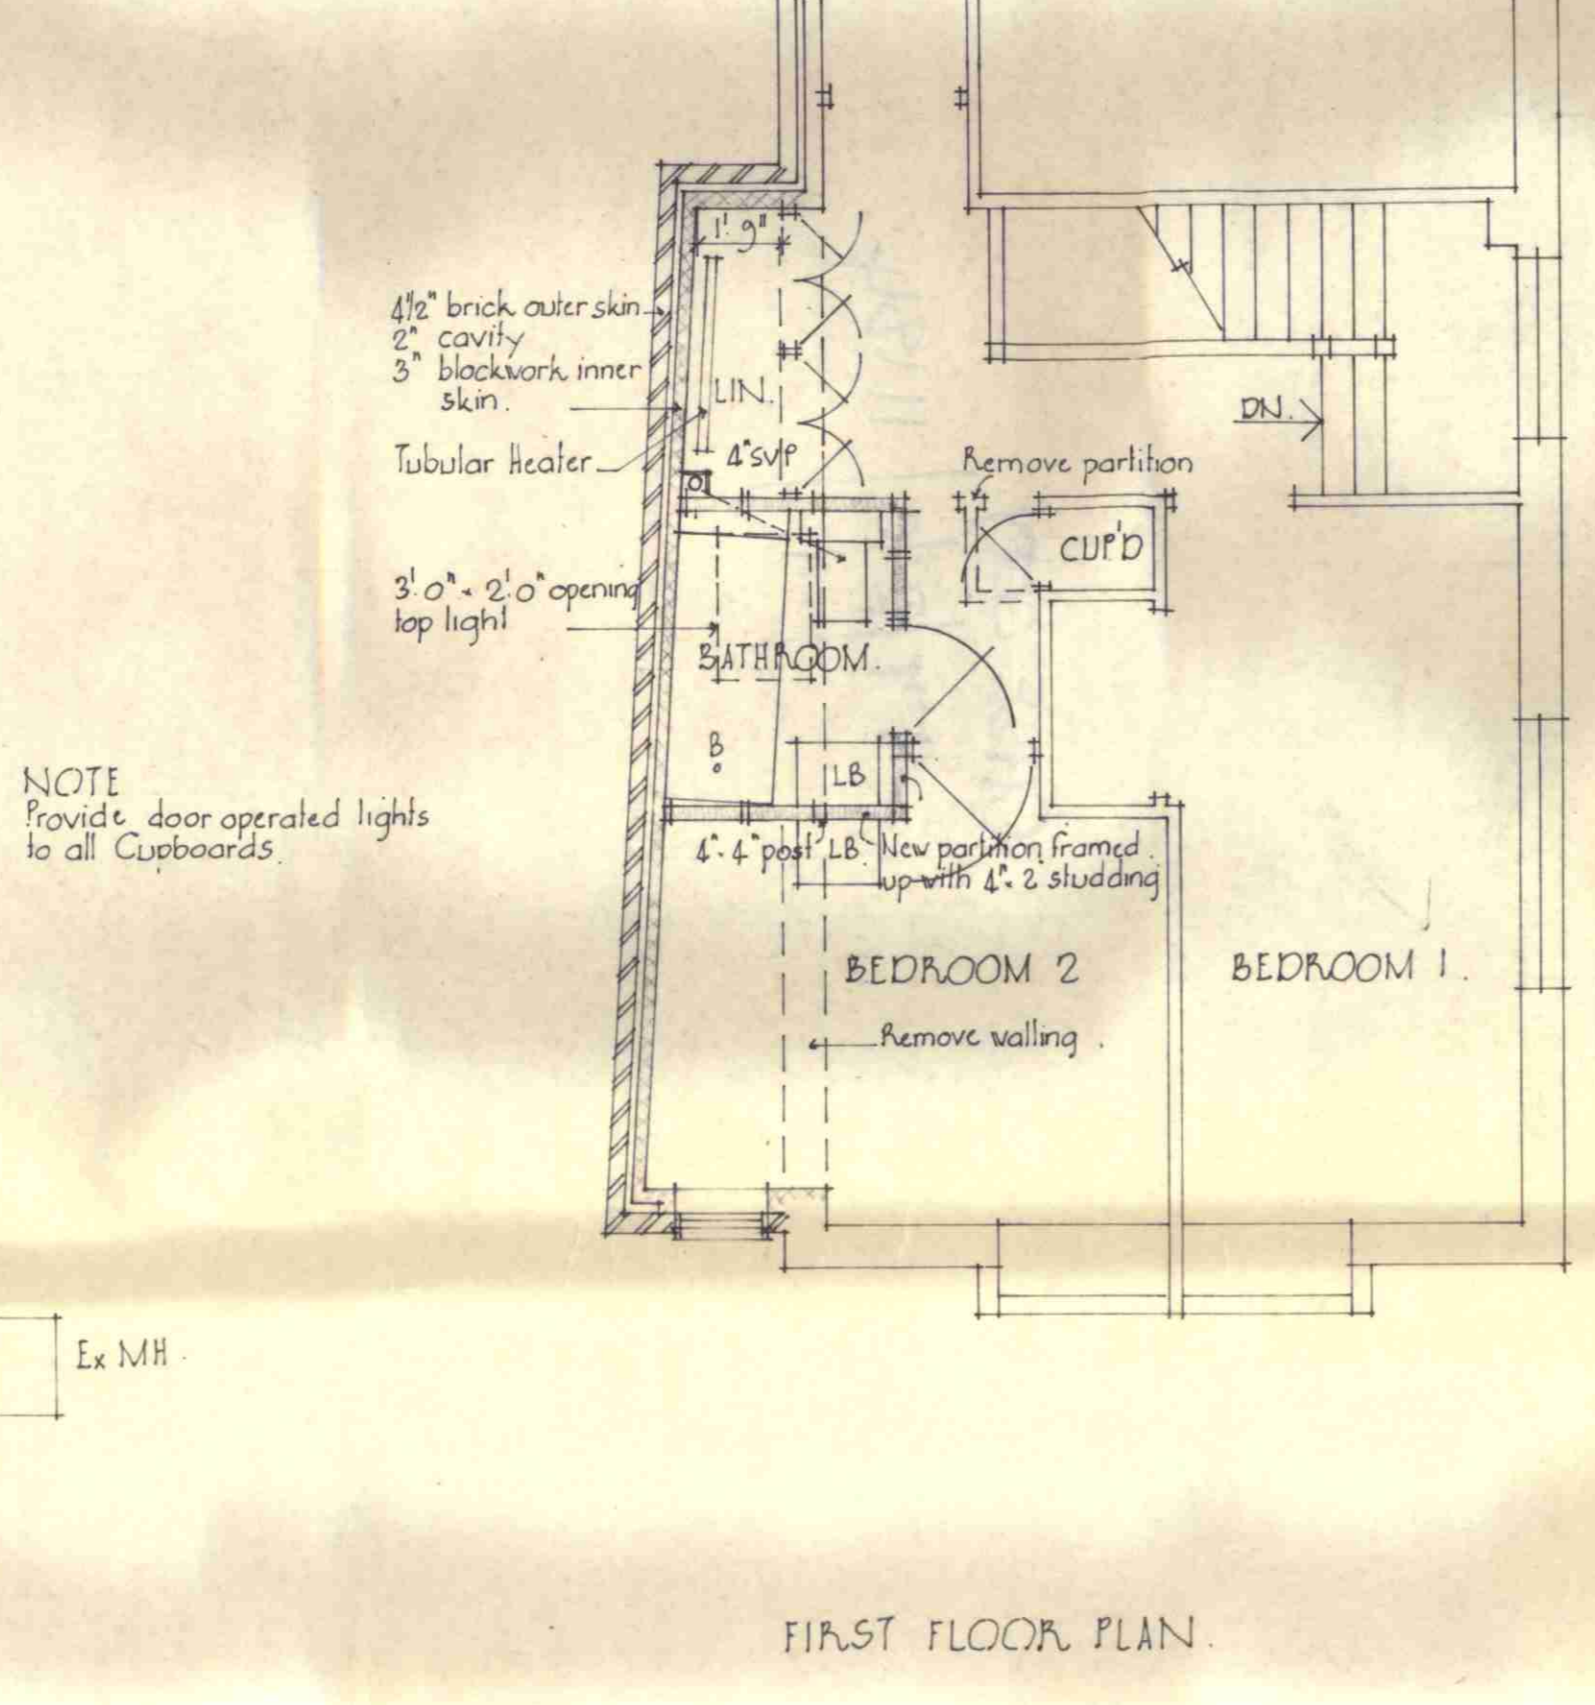 1'. 9"
4½" brick outer skin
2" cavity
3" blockwork inner
skin.
LIN.
DN.
Tubular Heater
4"SVP
Remove partition
CUP'D
3'.0" x 2'.0" opening
top light
BATHROOM.
B
LB
NOTE
Provide door operated lights
to all Cupboards.
4" x 4" post
LB
New partition framed
up with 4" x 2" studding
BEDROOM 2
BEDROOM 1.
Remove walling.
Ex MH.
FIRST FLOOR PLAN.